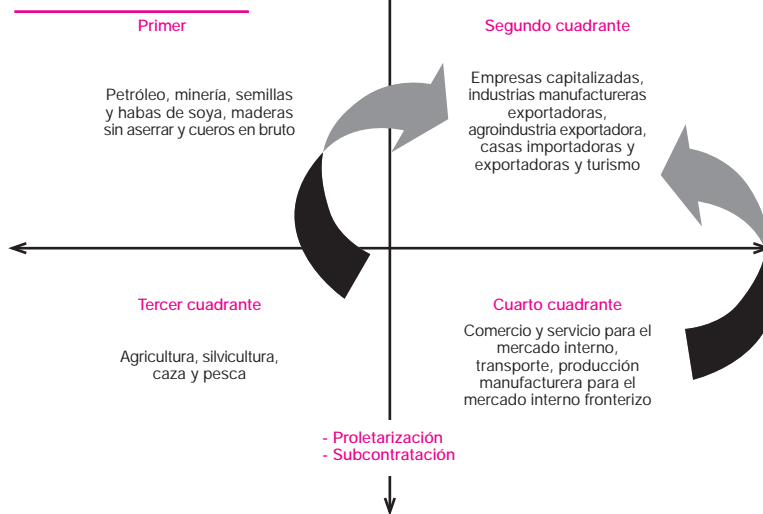 Primer
Petróleo, minería, semillas
y habas de soya, maderas
sin aserrar y cueros en bruto
Segundo cuadrante
Empresas capitalizadas,
industrias manufactureras
exportadoras,
agroindustria exportadora,
casas importadoras y
exportadoras y turismo
Tercer cuadrante
Agricultura, silvicultura,
caza y pesca
Cuarto cuadrante
Comercio y servicio para el
mercado interno,
transporte, producción
manufacturera para el
mercado interno fronterizo
- Proletarización
- Subcontratación